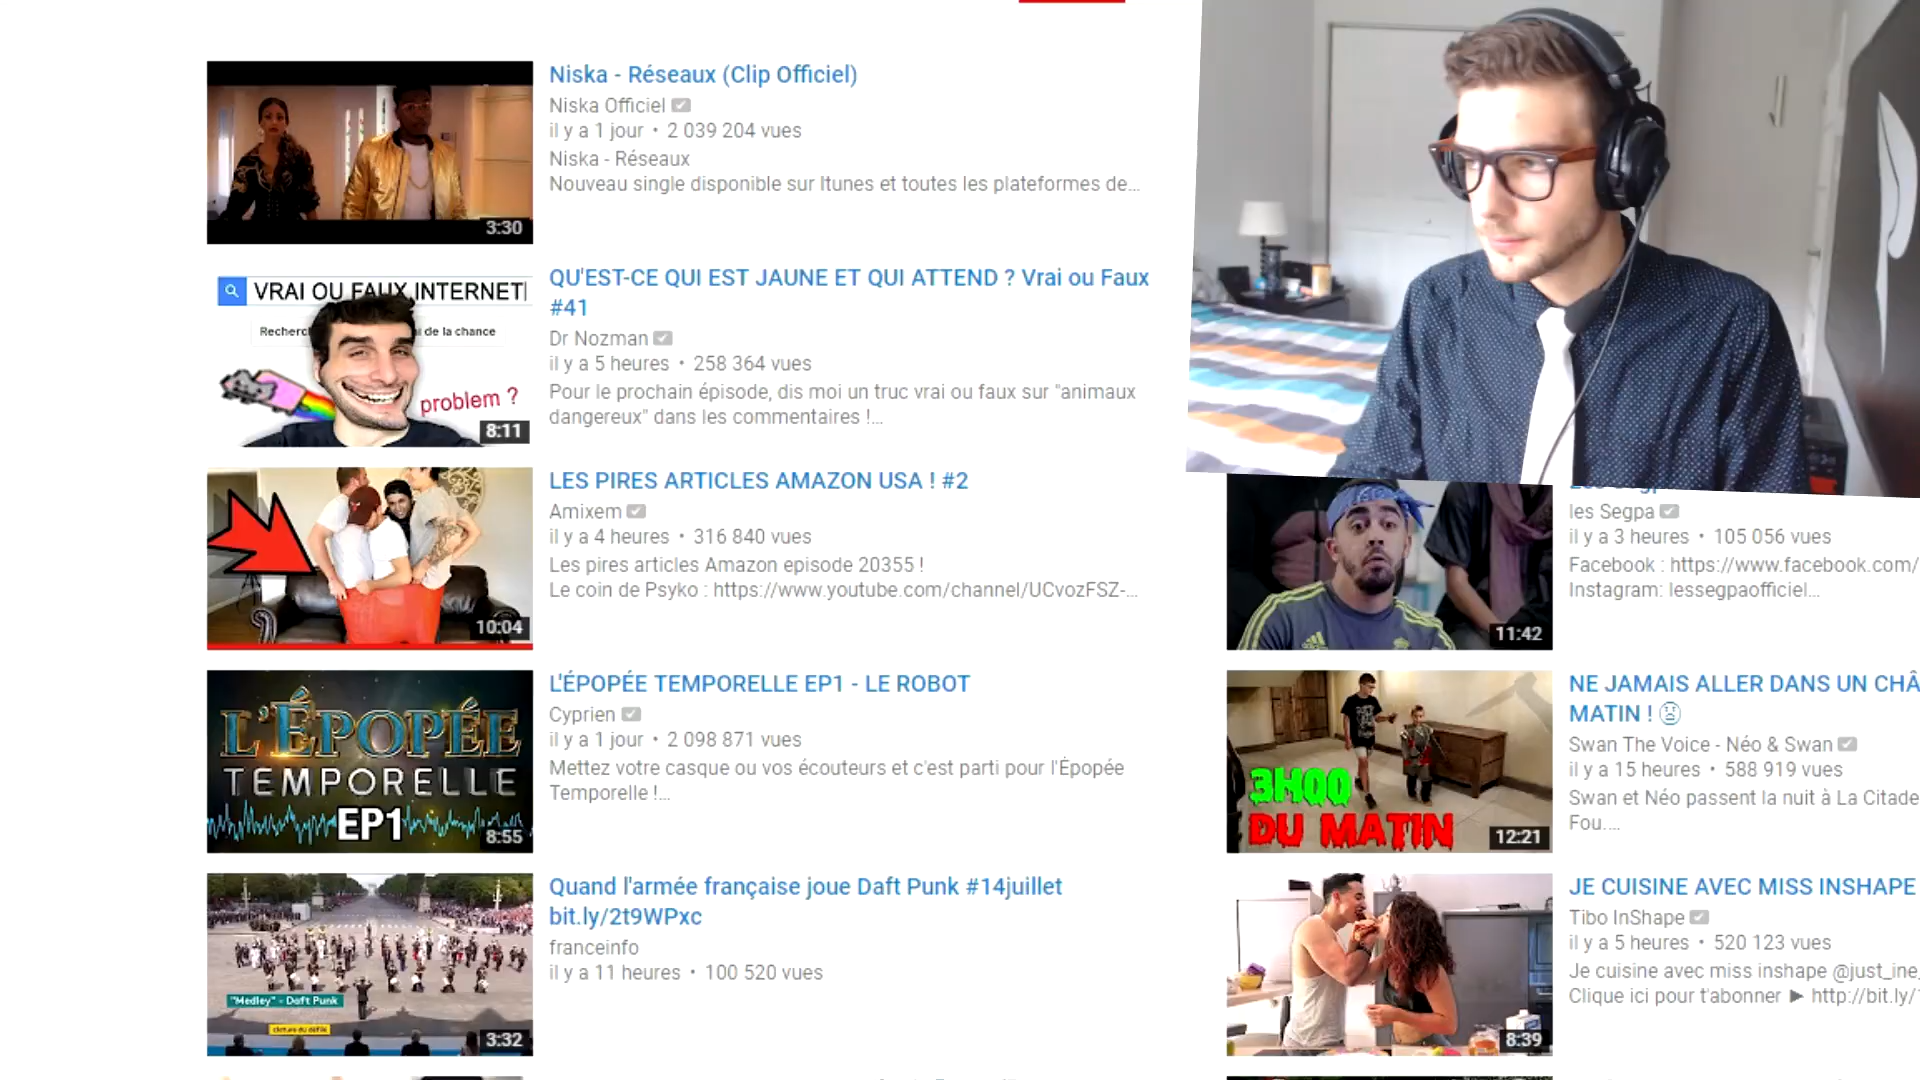 Niska - Réseaux (Clip Officiel)
Niska Officiel
il y a 1 jour • 2 039 204 vues
Niska - Réseaux
Nouveau single disponible sur Itunes et toutes les plateformes de...
3:30
QU'EST-CE QUI EST JAUNE ET QUI ATTEND ? Vrai ou Faux
#41
Dr Nozman
il y a 5 heures • 258 364 vues
Pour le prochain épisode, dis moi un truc vrai ou faux sur "animaux
dangereux" dans les commentaires !...
VRAI OU FAUX INTERNET
de la chance
problem ?
8:11
LES PIRES ARTICLES AMAZON USA ! #2
Amixem
il y a 4 heures • 316 840 vues
Les pires articles Amazon episode 20355 !
Le coin de Psyko : https://www.youtube.com/channel/UCvozFSZ-...
10:04
L'ÉPOPÉE TEMPORELLE EP1 - LE ROBOT
Cyprien
il y a 1 jour • 2 098 871 vues
Mettez votre casque ou vos écouteurs et c'est parti pour l'Épopée
Temporelle !...
L'ÉPOPÉE
TEMPORELLE
EP1
8:55
Quand l'armée française joue Daft Punk #14juillet
bit.ly/2t9WPxc
franceinfo
il y a 11 heures • 100 520 vues
"Medley" - Daft Punk
clôture du défilé
3:32
les Segpa
il y a 3 heures • 105 056 vues
Facebook : https://www.facebook.com/
Instagram: lessegpaofficiel...
11:42
NE JAMAIS ALLER DANS UN CHÂ
MATIN !
Swan The Voice - Néo & Swan
il y a 15 heures • 588 919 vues
Swan et Néo passent la nuit à La Citade
Fou....
3H00
DU MATIN
12:21
JE CUISINE AVEC MISS INSHAPE
Tibo InShape
il y a 5 heures • 520 123 vues
Je cuisine avec miss inshape @just_ine_
Clique ici pour t'abonner ► http://bit.ly/
8:39